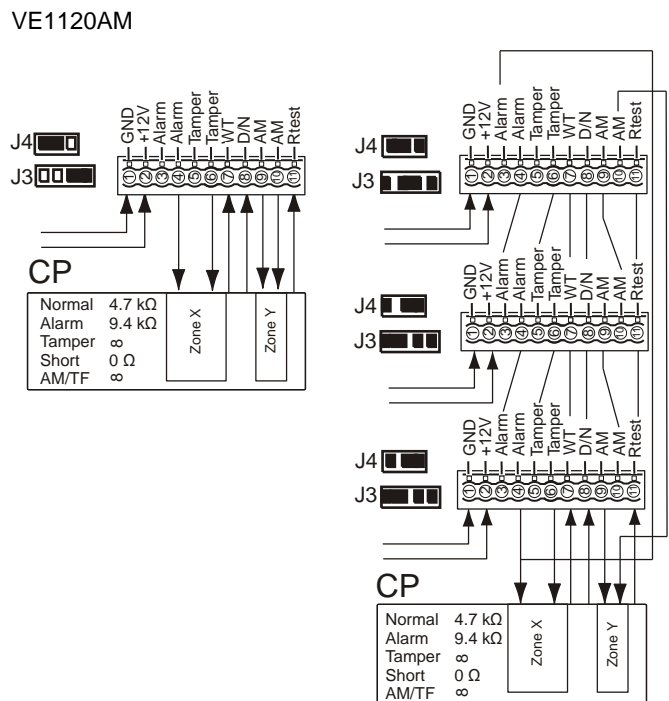 VE1120AM
GND
+12V
Alarm
Alarm
Tamper
Tamper
WT
D/N
AM
AM
Rtest
J4
J3
1 2 3 4 5 6 7 8 9 10 11
CP
Normal 4.7 kΩ
Alarm 9.4 kΩ
Tamper 8
Short 0 Ω
AM/TF 8
Zone X
Zone Y
GND
+12V
Alarm
Alarm
Tamper
Tamper
WT
D/N
AM
AM
Rtest
J4
J3
1 2 3 4 5 6 7 8 9 10 11
GND
+12V
Alarm
Alarm
Tamper
Tamper
WT
D/N
AM
AM
Rtest
J4
J3
1 2 3 4 5 6 7 8 9 10 11
GND
+12V
Alarm
Alarm
Tamper
Tamper
WT
D/N
AM
AM
Rtest
J4
J3
1 2 3 4 5 6 7 8 9 10 11
CP
Normal 4.7 kΩ
Alarm 9.4 kΩ
Tamper 8
Short 0 Ω
AM/TF 8
Zone X
Zone Y